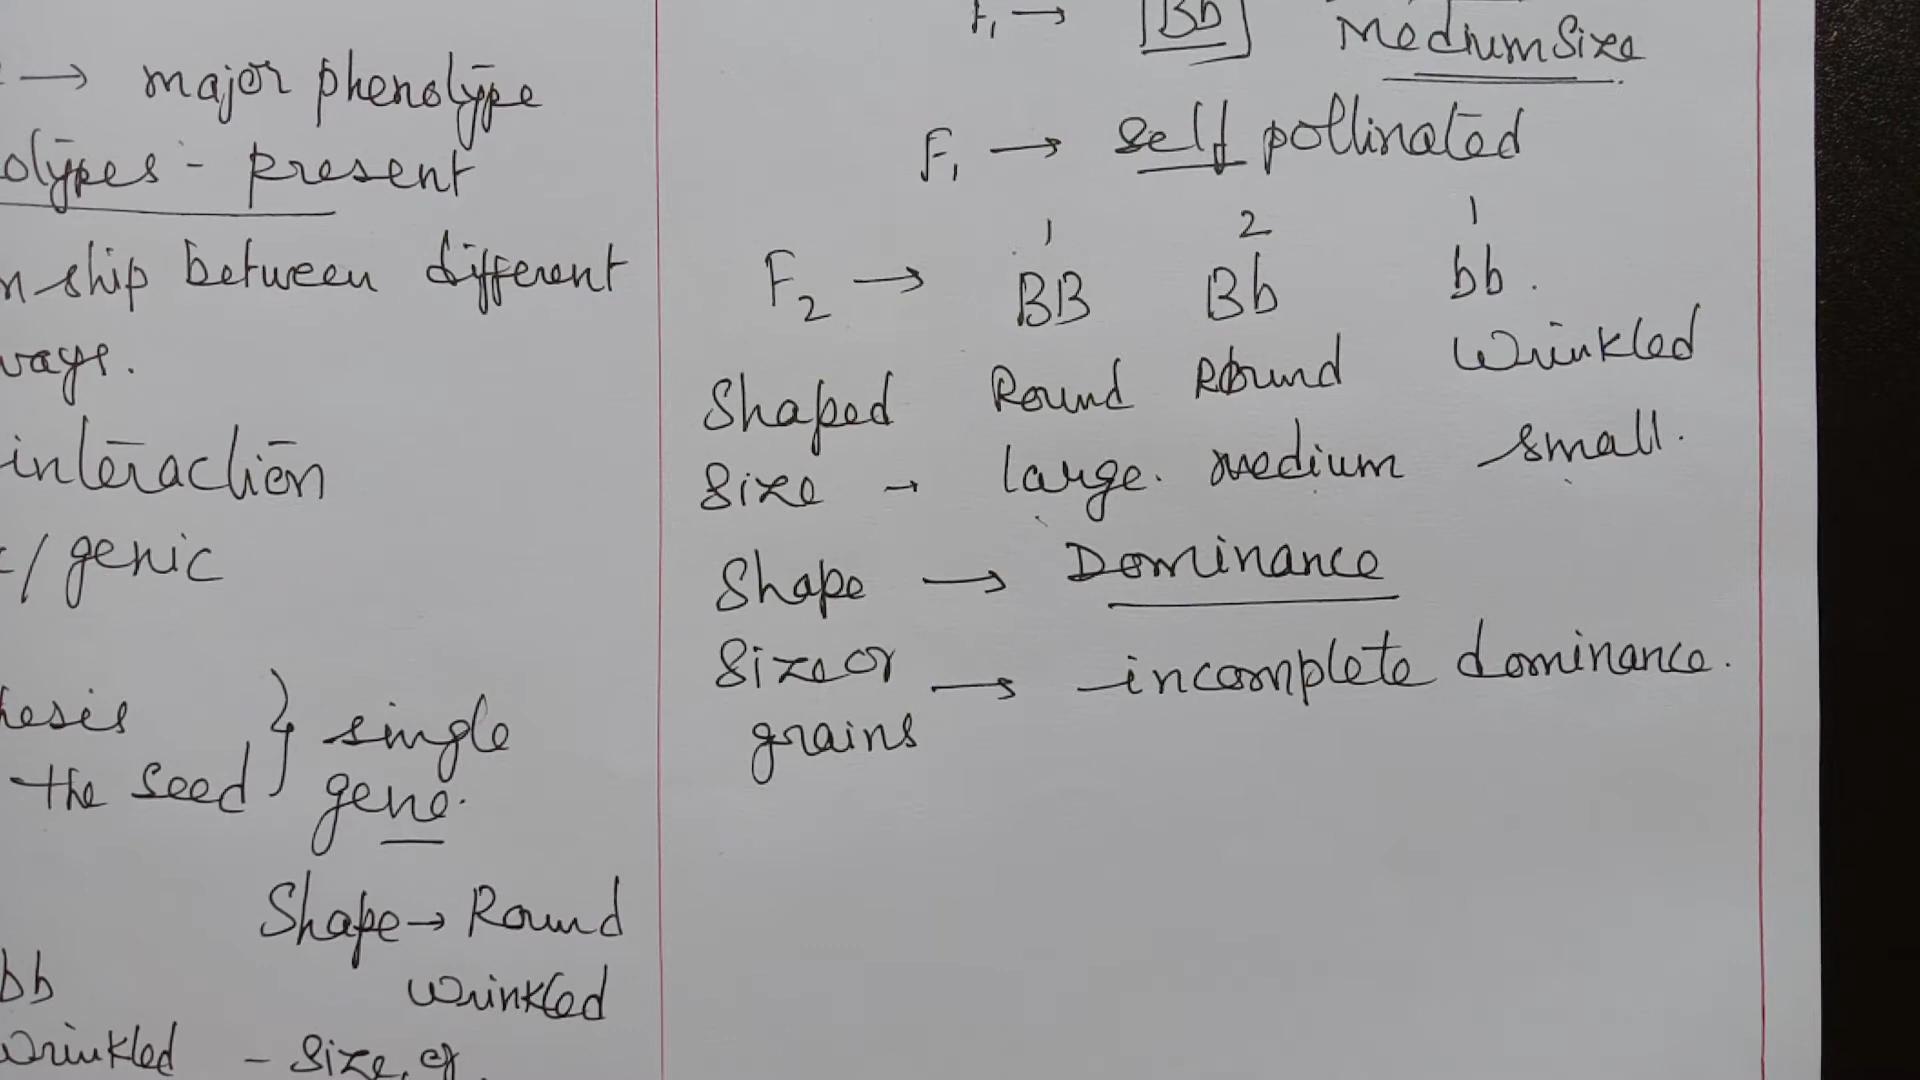 → major phenotype
olypes - present
n ship between different
ways.
interaction
/ genic
hesis
the seed } single gene.
Shape → Round
bb wrinkled
wrinkled - Size of
F1 → Bb Medium Size
F1 → self pollinated
1 2 1
F2 → BB Bb bb.
Shaped Round Round Wrinkled
Size → large. medium small.
Shape → Dominance
Size or → incomplete dominance.
grains